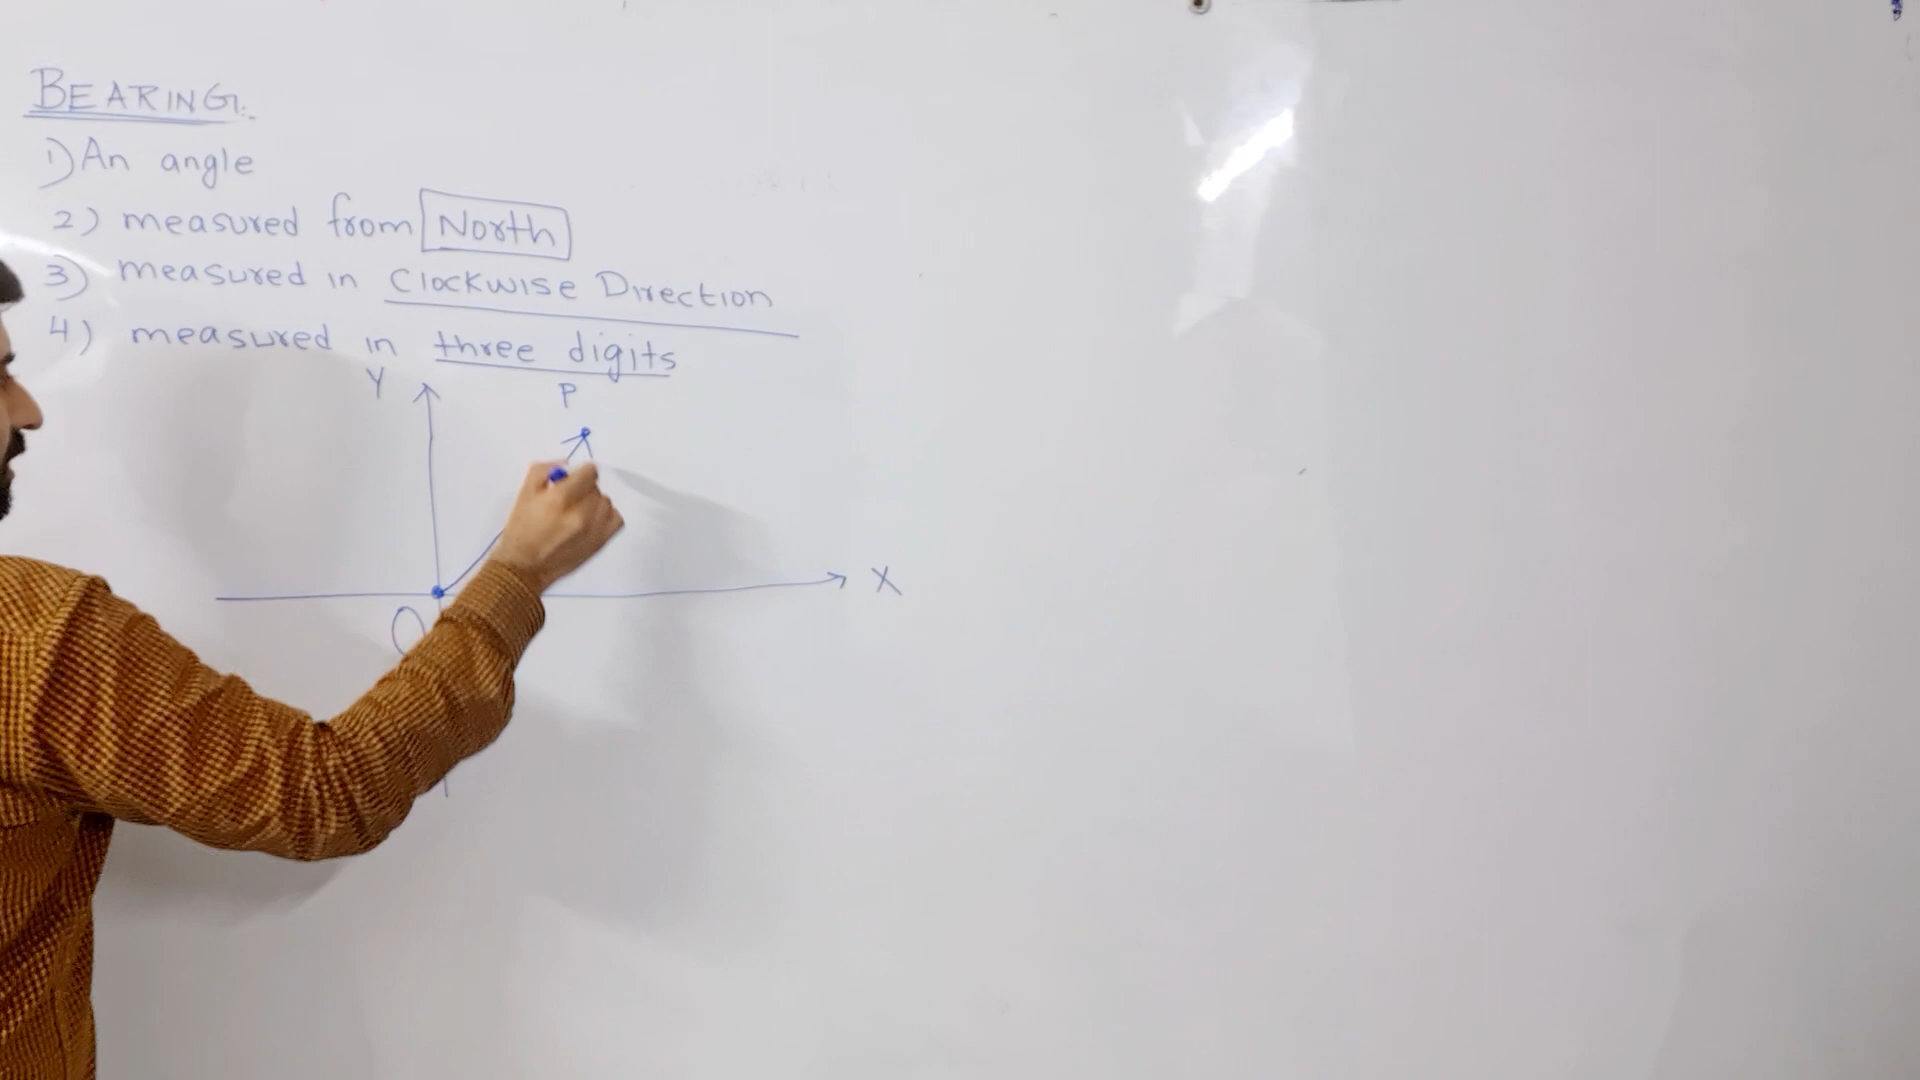 BEARING:-
1) An angle
2) measured from North
3) measured in Clockwise Direction
4) measured in three digits
Y P
X
O